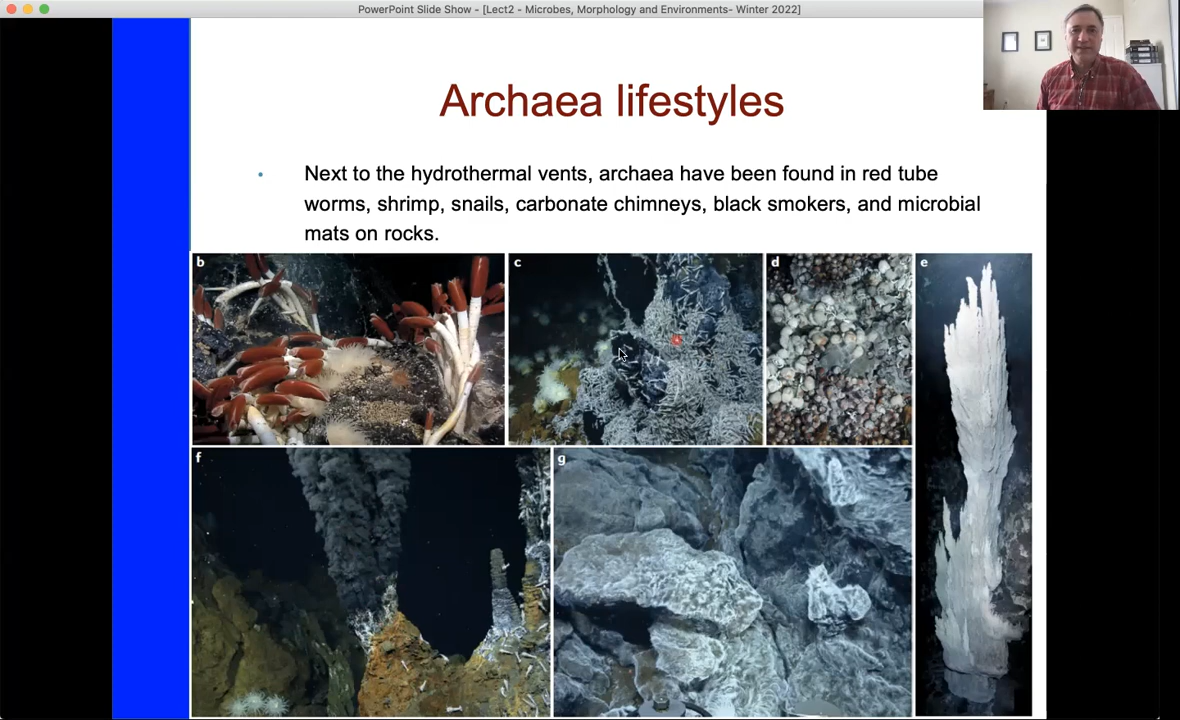 PowerPoint Slide Show - [Lect2 - Microbes, Morphology and Environments- Winter 2022]
Archaea lifestyles
• Next to the hydrothermal vents, archaea have been found in red tube
worms, shrimp, snails, carbonate chimneys, black smokers, and microbial
mats on rocks.
b
c
d
e
f
g